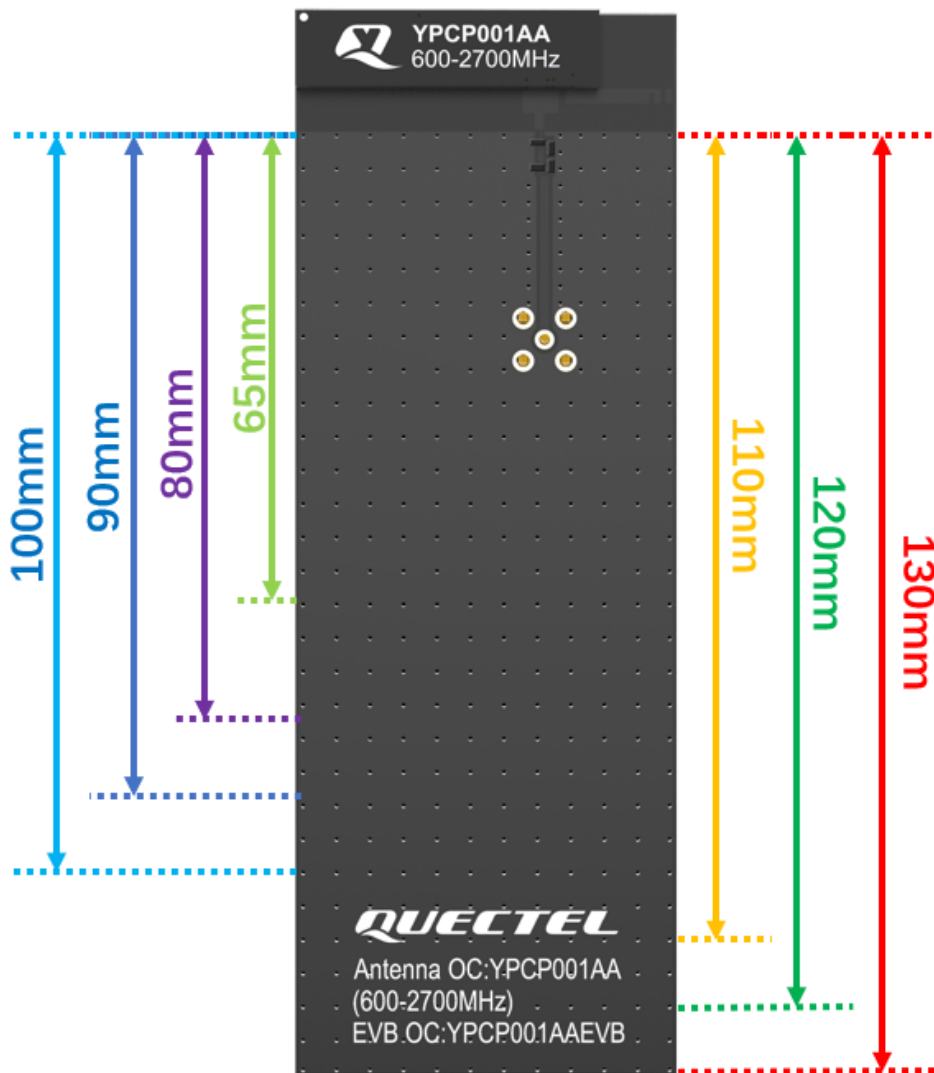 YPCP001AA
600-2700MHz
65mm
80mm
90mm
100mm
110mm
120mm
130mm
QUECTEL
Antenna OC:YPCP001AA
(600-2700MHz)
EVB OC:YPCP001AAEVB